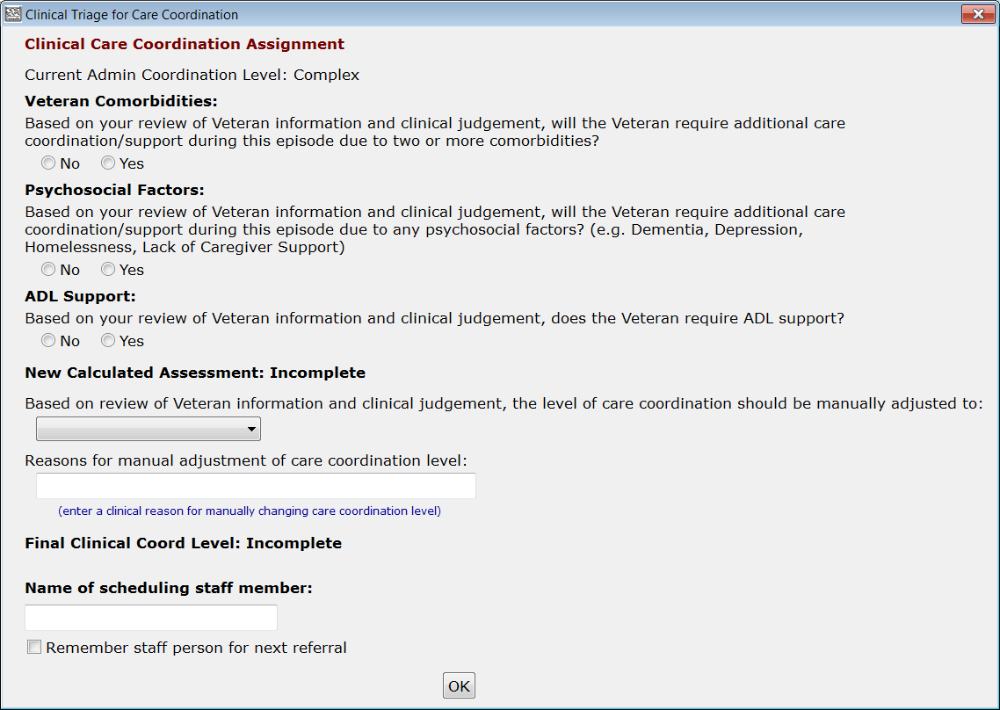 Clinical Triage for Care Coordination
Clinical Care Coordination Assignment
Current Admin Coordination Level: Complex
Veteran Comorbidities:
Based on your review of Veteran information and clinical judgement, will the Veteran require additional care
coordination/support during this episode due to two or more comorbidities?
No Yes
Psychosocial Factors:
Based on your review of Veteran information and clinical judgement, will the Veteran require additional care
coordination/support during this episode due to any psychosocial factors? (e.g. Dementia, Depression,
Homelessness, Lack of Caregiver Support)
No Yes
ADL Support:
Based on your review of Veteran information and clinical judgement, does the Veteran require ADL support?
No Yes
New Calculated Assessment: Incomplete
Based on review of Veteran information and clinical judgement, the level of care coordination should be manually adjusted to:
Reasons for manual adjustment of care coordination level:
(enter a clinical reason for manually changing care coordination level)
Final Clinical Coord Level: Incomplete
Name of scheduling staff member:
Remember staff person for next referral
OK